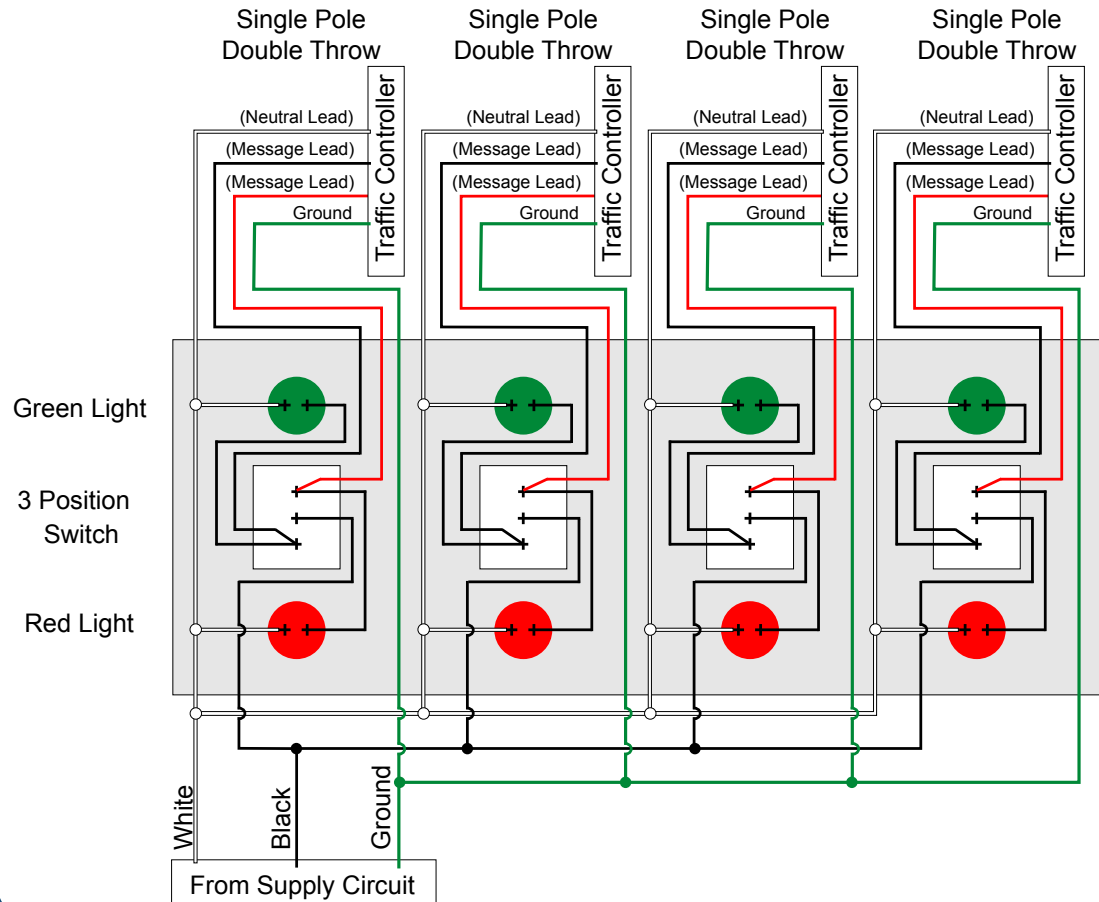 Single Pole
Double Throw
Single Pole
Double Throw
Single Pole
Double Throw
Single Pole
Double Throw
(Neutral Lead)
(Message Lead)
(Message Lead)
Ground
Traffic Controller
(Neutral Lead)
(Message Lead)
(Message Lead)
Ground
Traffic Controller
(Neutral Lead)
(Message Lead)
(Message Lead)
Ground
Traffic Controller
(Neutral Lead)
(Message Lead)
(Message Lead)
Ground
Traffic Controller
Green Light
3 Position
Switch
Red Light
White
Black
Ground
From Supply Circuit